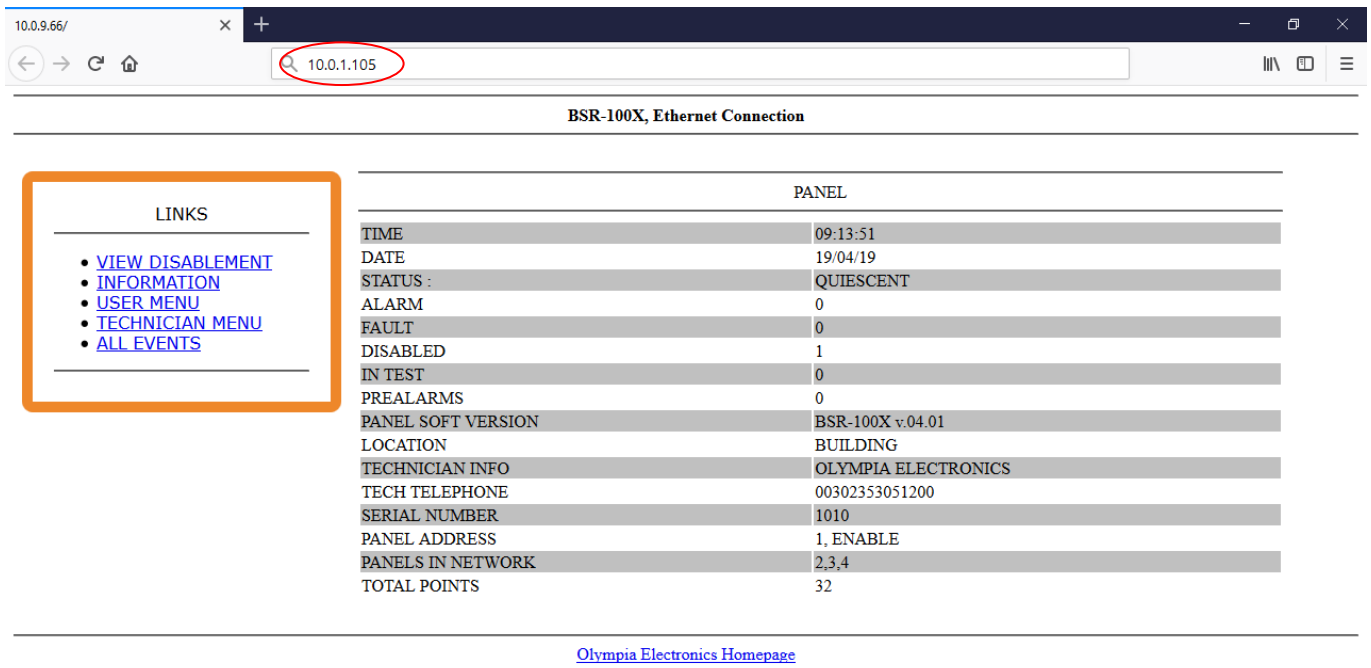 10.0.9.66/
10.0.1.105
BSR-100X, Ethernet Connection
LINKS
VIEW DISABLEMENT
INFORMATION
USER MENU
TECHNICIAN MENU
ALL EVENTS
PANEL
TIME 09:13:51
DATE 19/04/19
STATUS : QUIESCENT
ALARM 0
FAULT 0
DISABLED 1
IN TEST 0
PREALARMS 0
PANEL SOFT VERSION BSR-100X v.04.01
LOCATION BUILDING
TECHNICIAN INFO OLYMPIA ELECTRONICS
TECH TELEPHONE 00302353051200
SERIAL NUMBER 1010
PANEL ADDRESS 1, ENABLE
PANELS IN NETWORK 2,3,4
TOTAL POINTS 32
Olympia Electronics Homepage